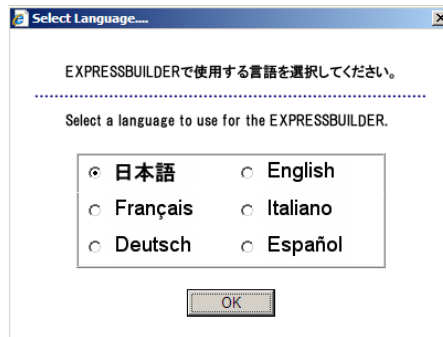 Select Language....
EXPRESSBUILDERで使用する言語を選択してください。
Select a language to use for the EXPRESSBUILDER.
日本語 English
Français Italiano
Deutsch Español
OK